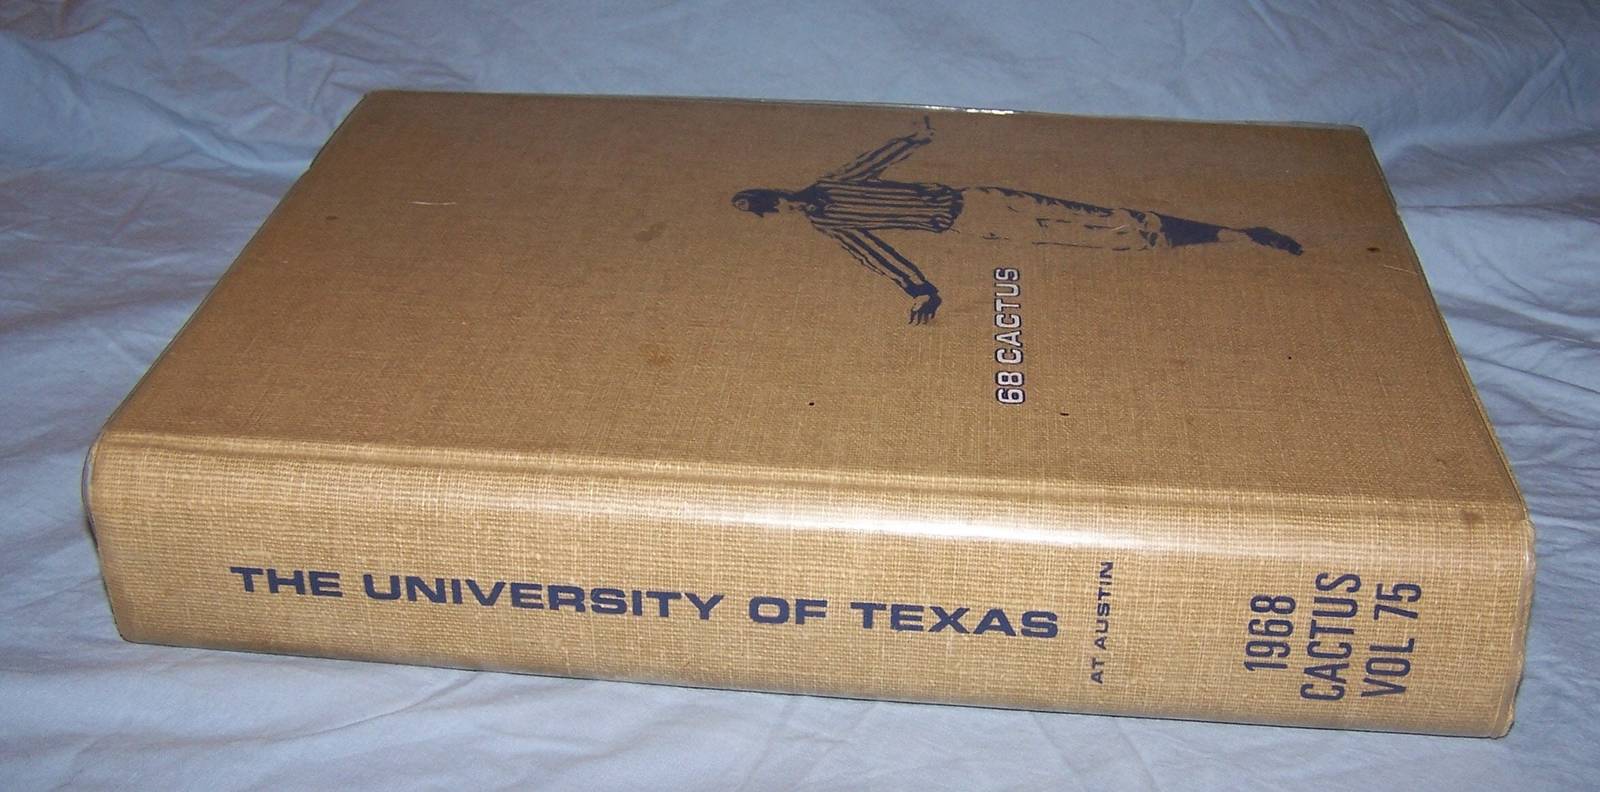 68 CACTUS
THE UNIVERSITY OF TEXAS
AT AUSTIN
1968
CACTUS
VOL 75